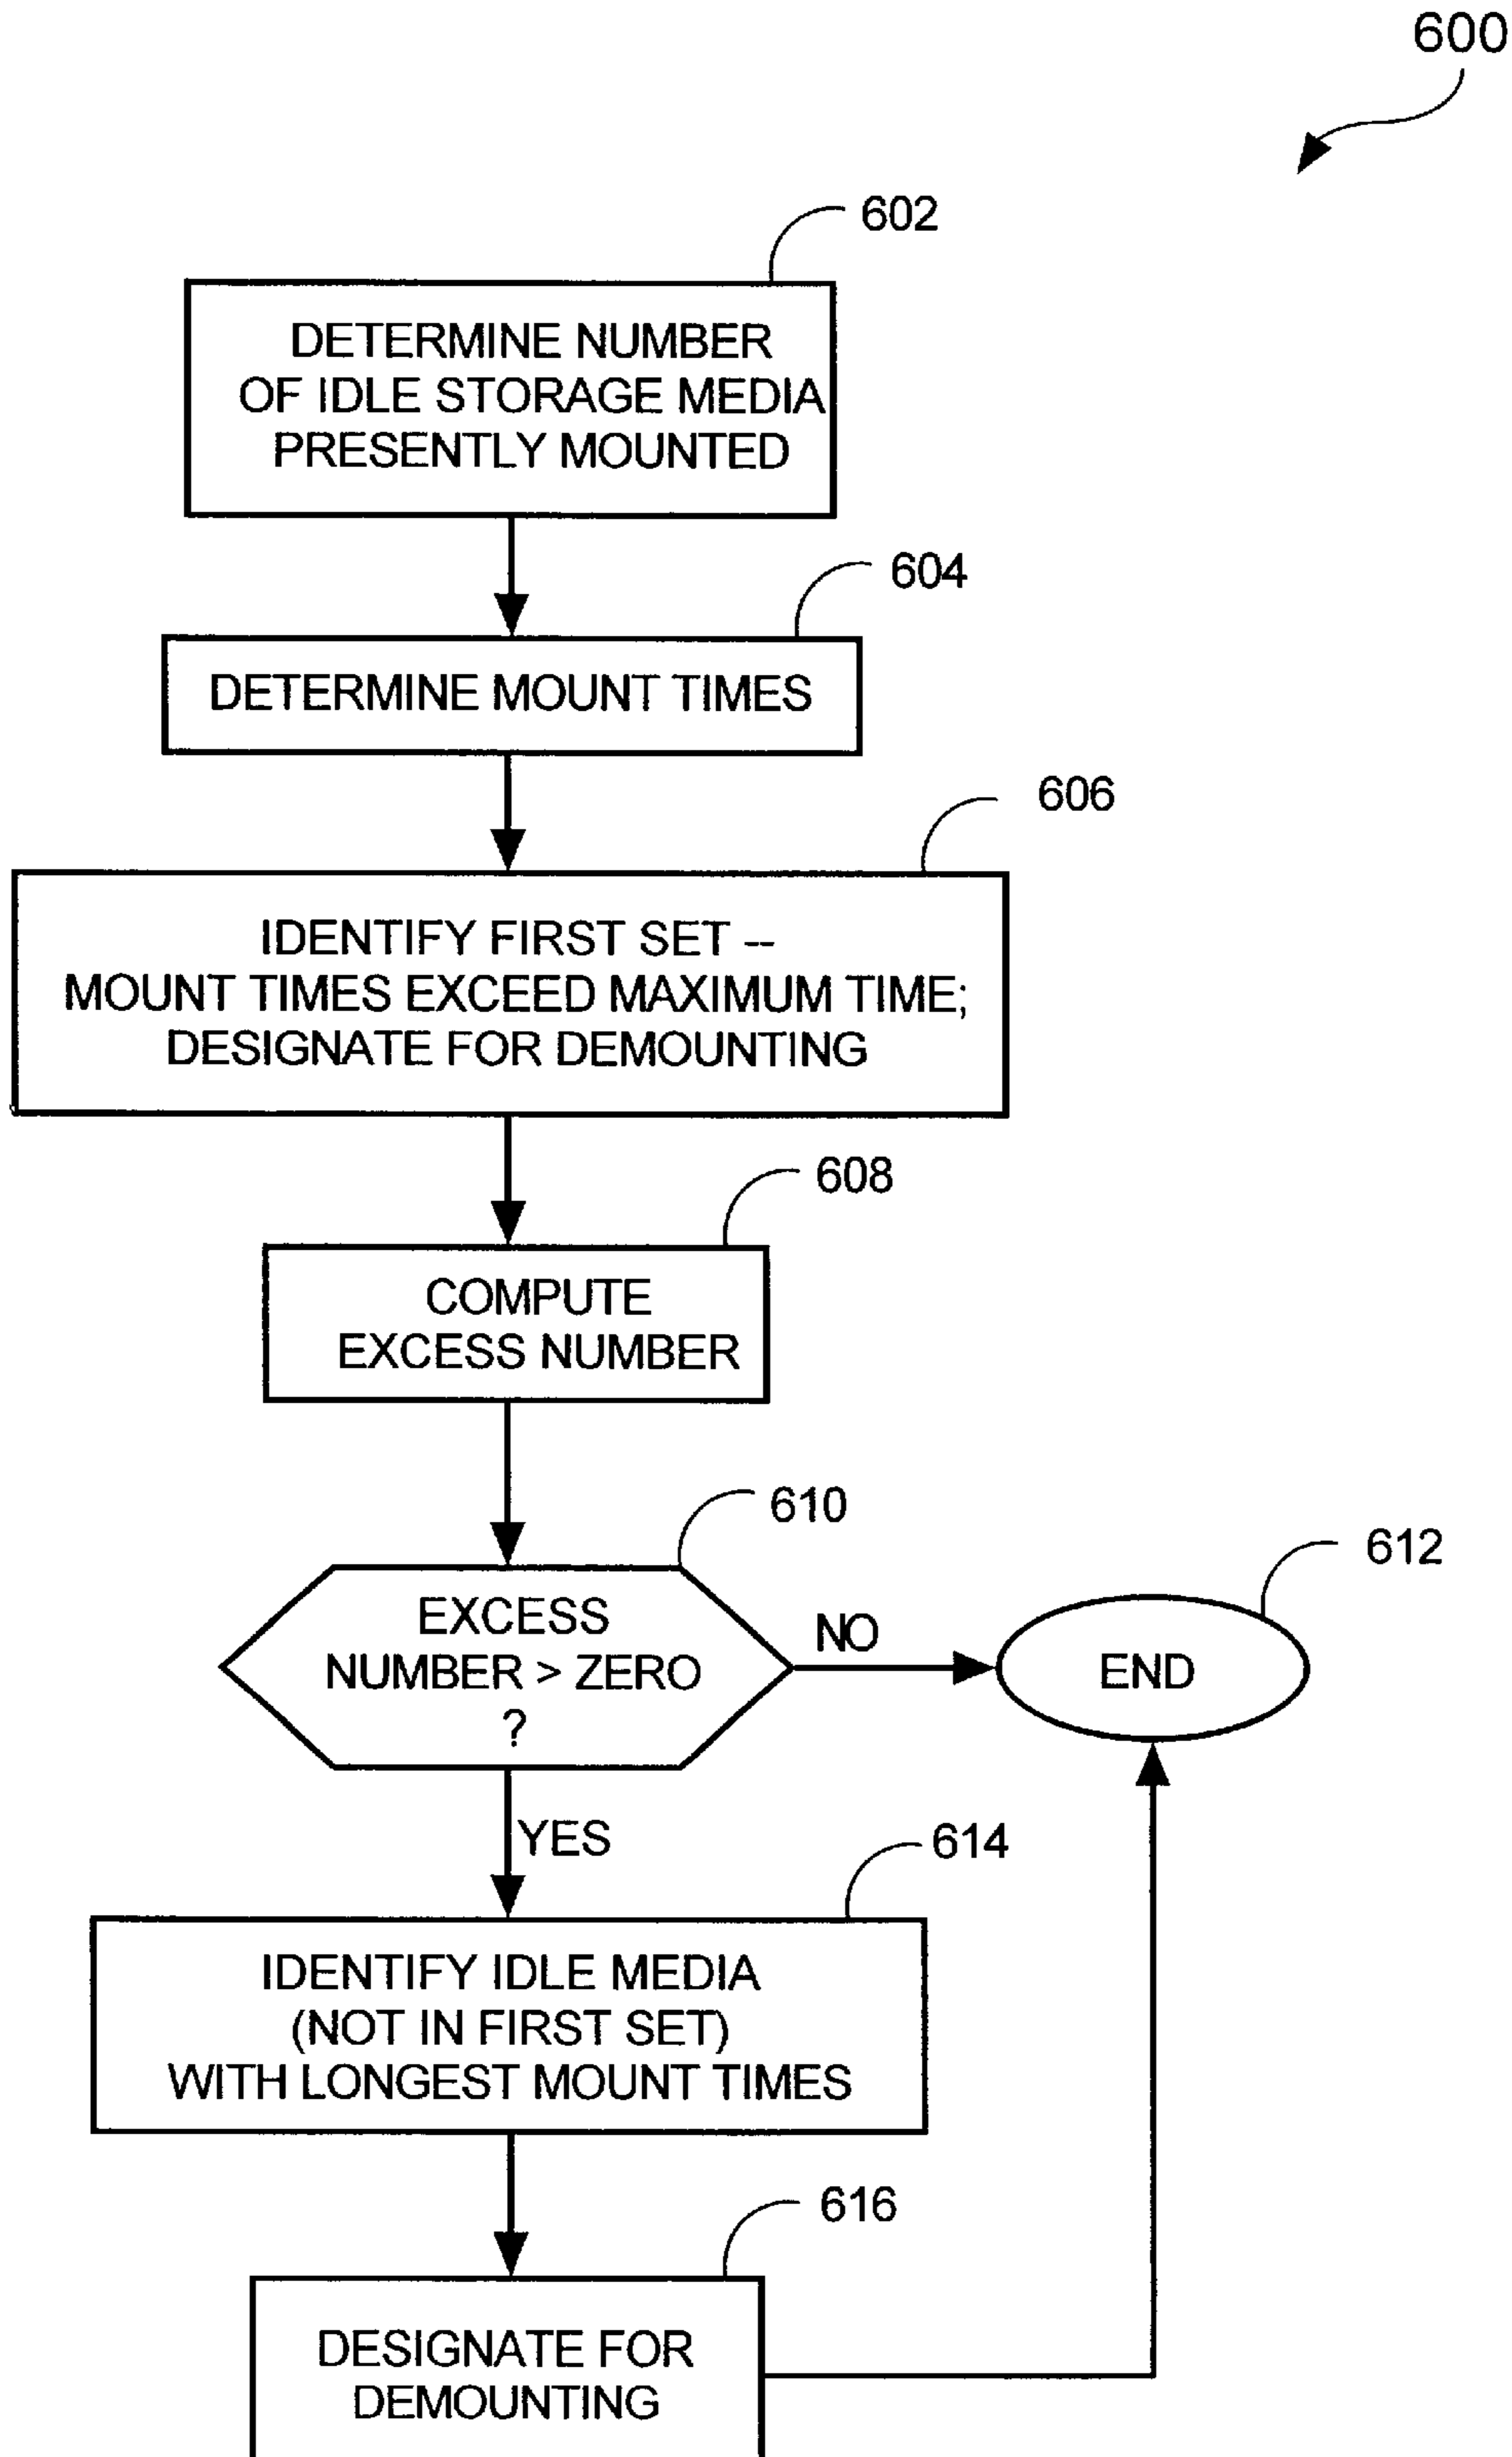 600
602
DETERMINE NUMBER
OF IDLE STORAGE MEDIA
PRESENTLY MOUNTED
604
DETERMINE MOUNT TIMES
606
IDENTIFY FIRST SET --
MOUNT TIMES EXCEED MAXIMUM TIME;
DESIGNATE FOR DEMOUNTING
608
COMPUTE
EXCESS NUMBER
610
EXCESS
NUMBER > ZERO
?
NO
612
END
YES
614
IDENTIFY IDLE MEDIA
(NOT IN FIRST SET)
WITH LONGEST MOUNT TIMES
616
DESIGNATE FOR
DEMOUNTING